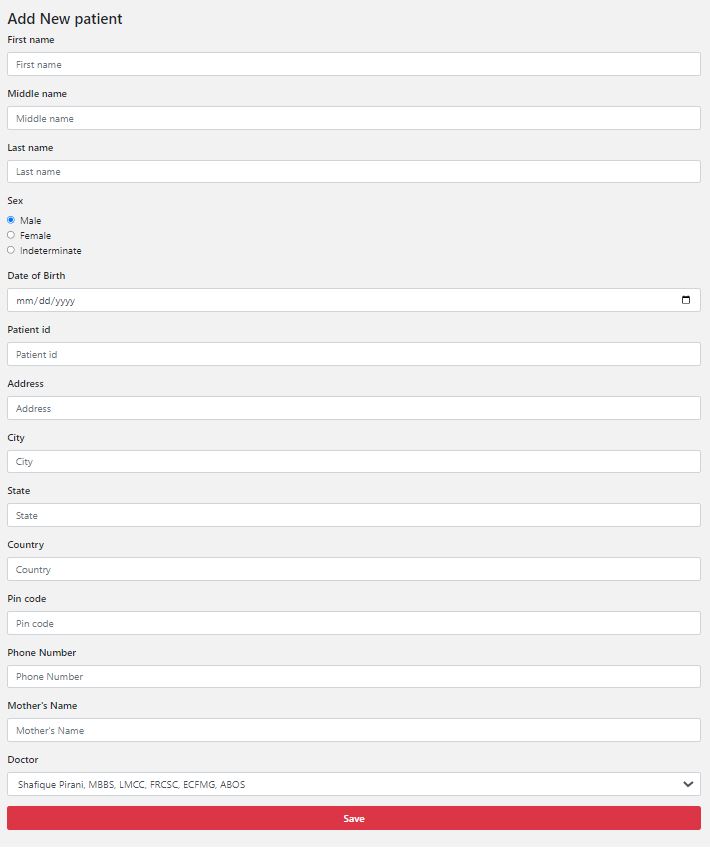 Add New patient
First name
First name
Middle name
Middle name
Last name
Last name
Sex
Male
Female
Indeterminate
Date of Birth
mm/dd/yyyy
Patient id
Patient id
Address
Address
City
City
State
State
Country
Country
Pin code
Pin code
Phone Number
Phone Number
Mother's Name
Mother's Name
Doctor
Shafique Pirani, MBBS, LMCC, FRCSC, ECFMG, ABOS
Save